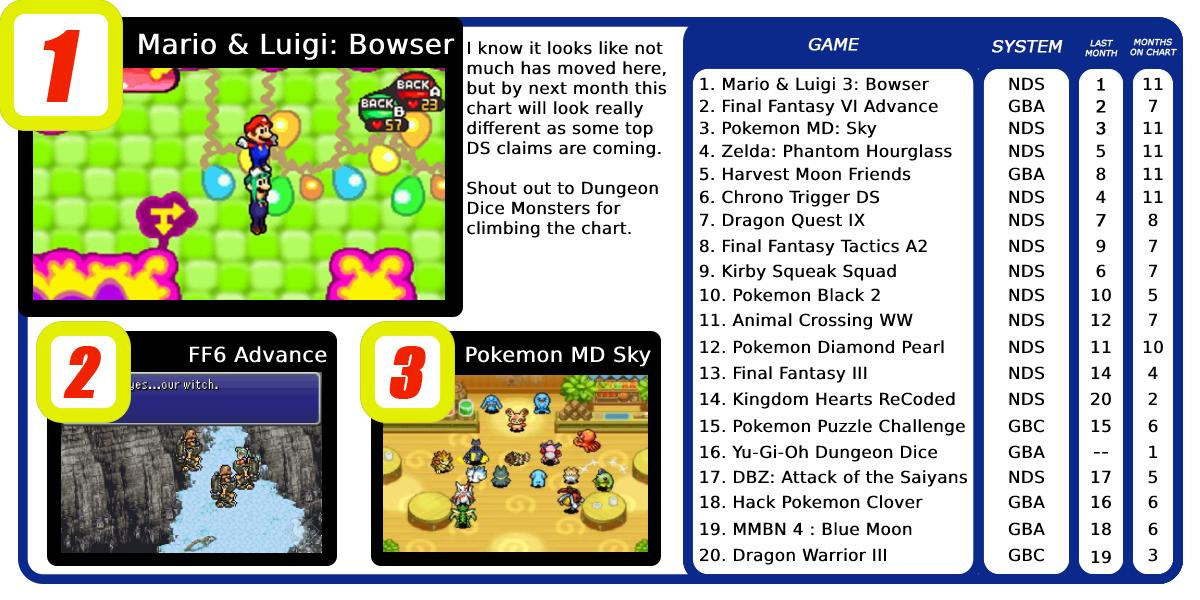 1
Mario & Luigi: Bowser
BACK A
23
BACK B
57
I know it looks like not
much has moved here,
but by next month this
chart will look really
different as some top
DS claims are coming.
Shout out to Dungeon
Dice Monsters for
climbing the chart.
2
FF6 Advance
yes...our witch.
3
Pokemon MD Sky
GAME SYSTEM LAST MONTH MONTHS ON CHART
1. Mario & Luigi 3: Bowser NDS 1 11
2. Final Fantasy VI Advance GBA 2 7
3. Pokemon MD: Sky NDS 3 11
4. Zelda: Phantom Hourglass NDS 5 11
5. Harvest Moon Friends GBA 8 11
6. Chrono Trigger DS NDS 4 11
7. Dragon Quest IX NDS 7 8
8. Final Fantasy Tactics A2 NDS 9 7
9. Kirby Squeak Squad NDS 6 7
10. Pokemon Black 2 NDS 10 5
11. Animal Crossing WW NDS 12 7
12. Pokemon Diamond Pearl NDS 11 10
13. Final Fantasy III NDS 14 4
14. Kingdom Hearts ReCoded NDS 20 2
15. Pokemon Puzzle Challenge GBC 15 6
16. Yu-Gi-Oh Dungeon Dice GBA -- 1
17. DBZ: Attack of the Saiyans NDS 17 5
18. Hack Pokemon Clover GBA 16 6
19. MMBN 4 : Blue Moon GBA 18 6
20. Dragon Warrior III GBC 19 3